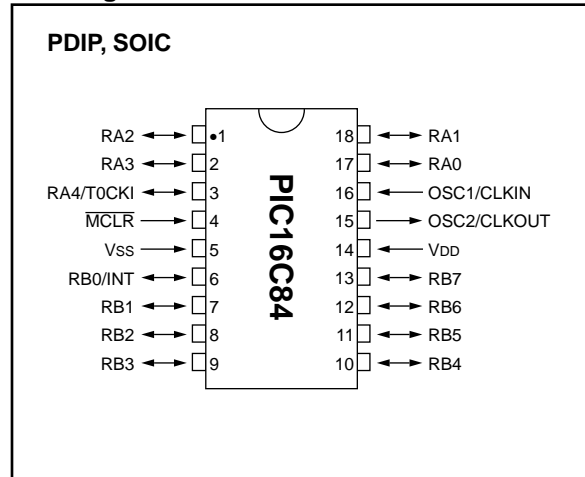 PDIP, SOIC
RA2 •1 18 RA1
RA3 2 17 RA0
RA4/T0CKI 3 16 OSC1/CLKIN
MCLR 4 15 OSC2/CLKOUT
VSS 5 14 VDD
RB0/INT 6 13 RB7
RB1 7 12 RB6
RB2 8 11 RB5
RB3 9 10 RB4
PIC16C84